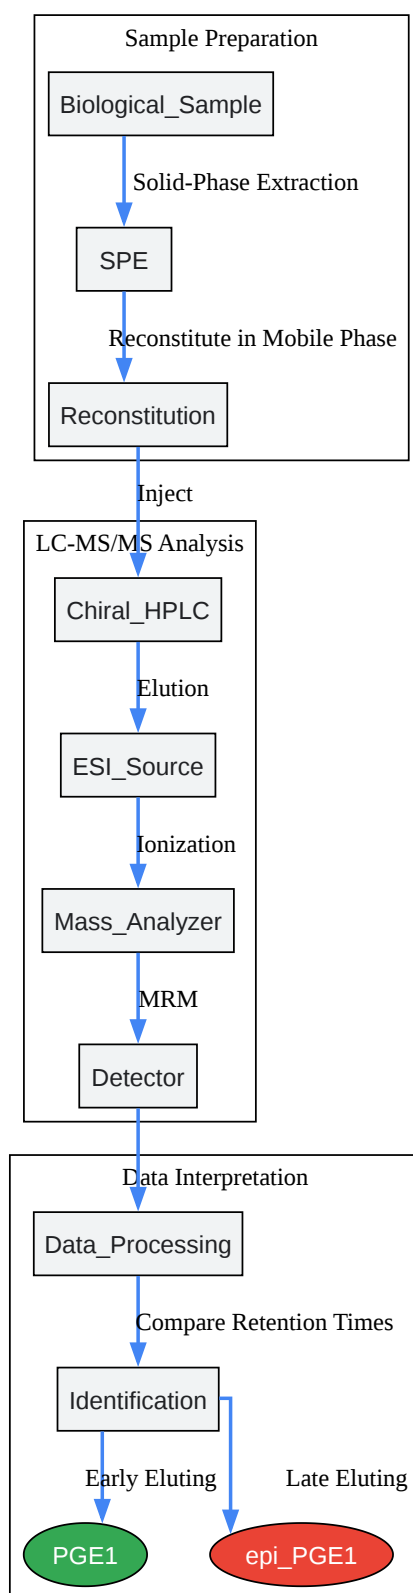 Sample Preparation
Biological_Sample
Solid-Phase Extraction
SPE
Reconstitute in Mobile Phase
Reconstitution
Inject
LC-MS/MS Analysis
Chiral_HPLC
Elution
ESI_Source
Ionization
Mass_Analyzer
MRM
Detector
Data Interpretation
Data_Processing
Compare Retention Times
Identification
Early Eluting
Late Eluting
PGE1
epi_PGE1